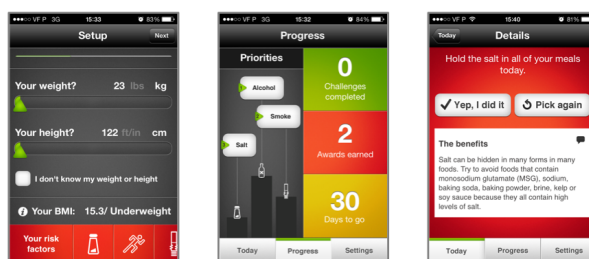 ●●●○○ VF P 3G 15:33 83%
Setup
Next
Your weight? 23 lbs kg
Your height? 122 ft/in cm
I don't know my weight or height
Your BMI: 15.3/ Underweight
Your risk
factors
●●●○○ VF P 3G 15:32 84%
Progress
Priorities
Alcohol
Smoke
Salt
0
Challenges
completed
2
Awards earned
30
Days to go
Today Progress Settings
●●●○○ VF P 15:40 81%
Today
Details
Hold the salt in all of your meals
today.
Yep, I did it
Pick again
The benefits
Salt can be hidden in many forms in many
foods. Try to avoid foods that contain
monosodium glutamate (MSG), sodium,
baking soda, baking powder, brine, kelp or
soy sauce because they all contain high
levels of salt.
Today Progress Settings